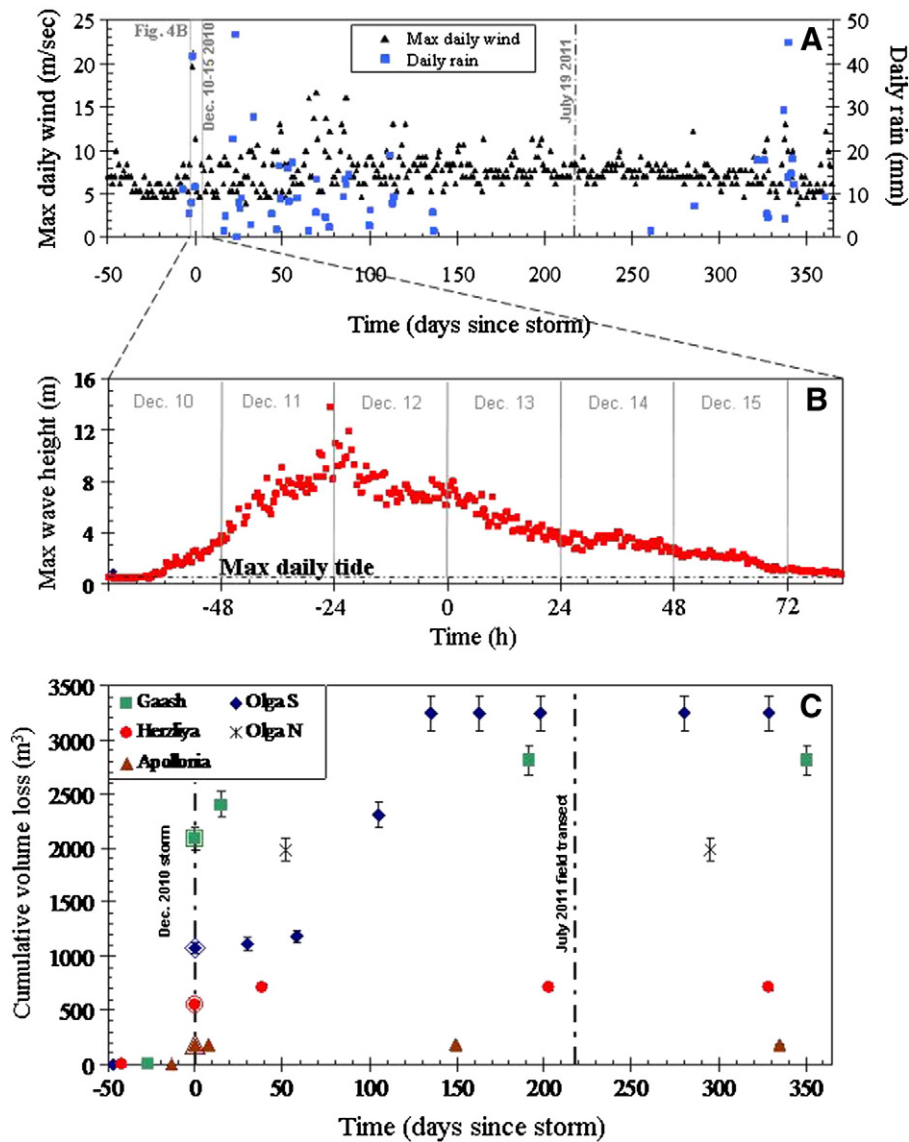 A
Fig. 4B
Dec. 10-15 2010
Max daily wind
Daily rain
July 19 2011
Max daily wind (m/sec)
25
20
15
10
5
0
Daily rain (mm)
50
40
30
20
10
0
-50 0 50 100 150 200 250 300 350
Time (days since storm)
B
Dec. 10 Dec. 11 Dec. 12 Dec. 13 Dec. 14 Dec. 15
Max wave height (m)
16
12
8
4
0
Max daily tide
-48 -24 0 24 48 72
Time (h)
C
Gaash
Olga S
Herzliya
Olga N
Apollonia
Cumulative volume loss (m³)
3500
3000
2500
2000
1500
1000
500
0
Dec. 2010 storm
July 2011 field transect
-50 0 50 100 150 200 250 300 350
Time (days since storm)